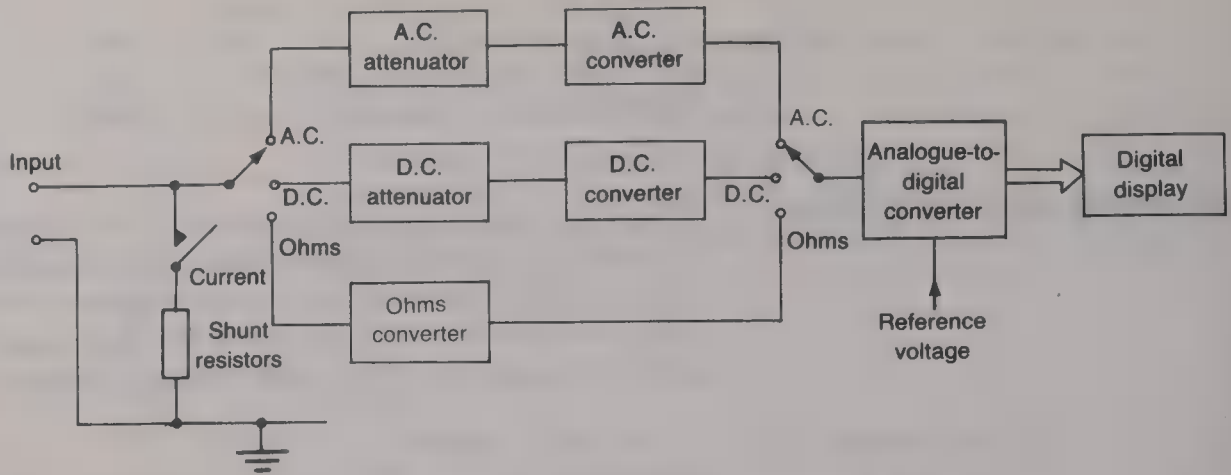 A.C.
attenuator
A.C.
converter
Input
A.C.
D.C.
Ohms
D.C.
attenuator
D.C.
converter
A.C.
D.C.
Ohms
Analogue-to-
digital
converter
Digital
display
Current
Shunt
resistors
Ohms
converter
Reference
voltage